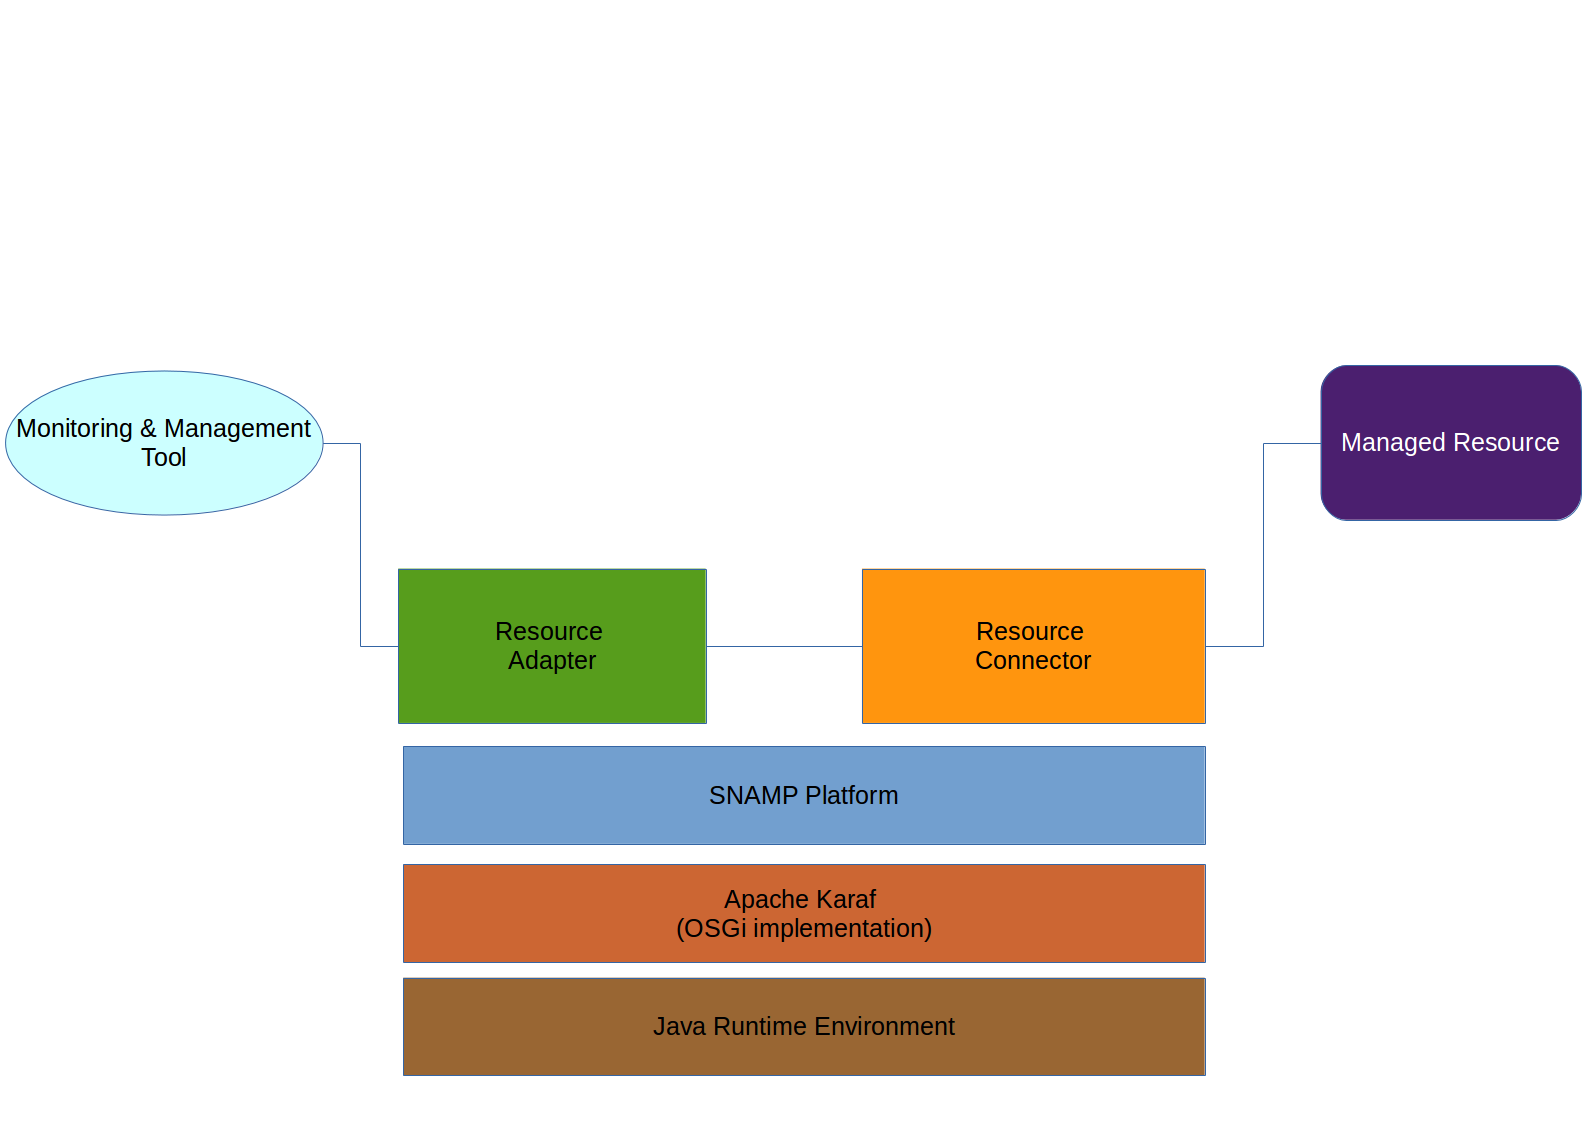 Monitoring & Management
Tool
Managed Resource
Resource
Adapter
Resource
Connector
SNAMP Platform
Apache Karaf
(OSGi implementation)
Java Runtime Environment